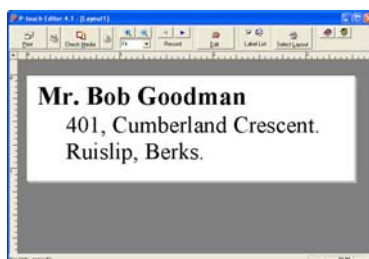 P-touch Editor 4.1 - [Layout1]
Print
Check Media
Fit
Record
Edit
Label List
Select Layout
Mr. Bob Goodman
401, Cumberland Crescent.
Ruislip, Berks.